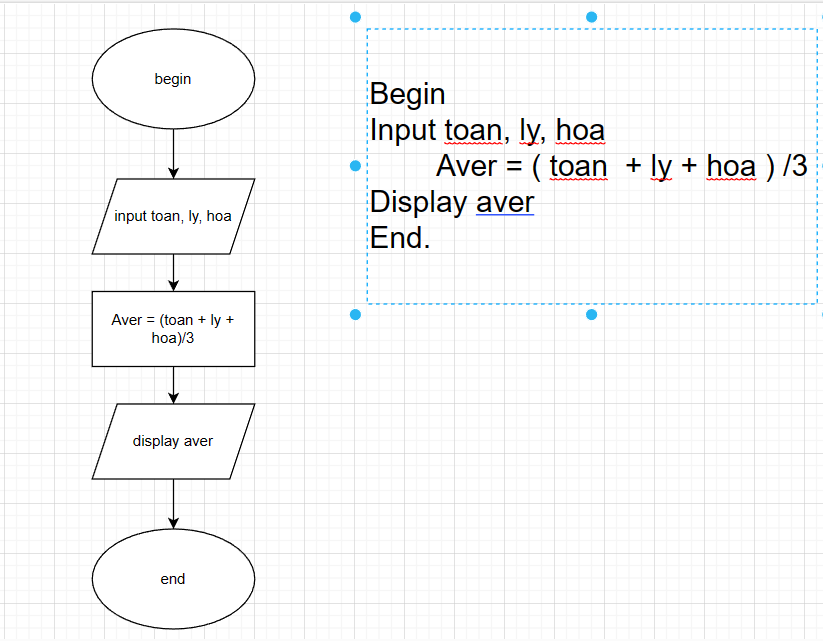 begin
input toan, ly, hoa
Aver = (toan + ly +
hoa)/3
display aver
end
Begin
Input toan, ly, hoa
Aver = ( toan  + ly + hoa ) /3
Display aver
End.